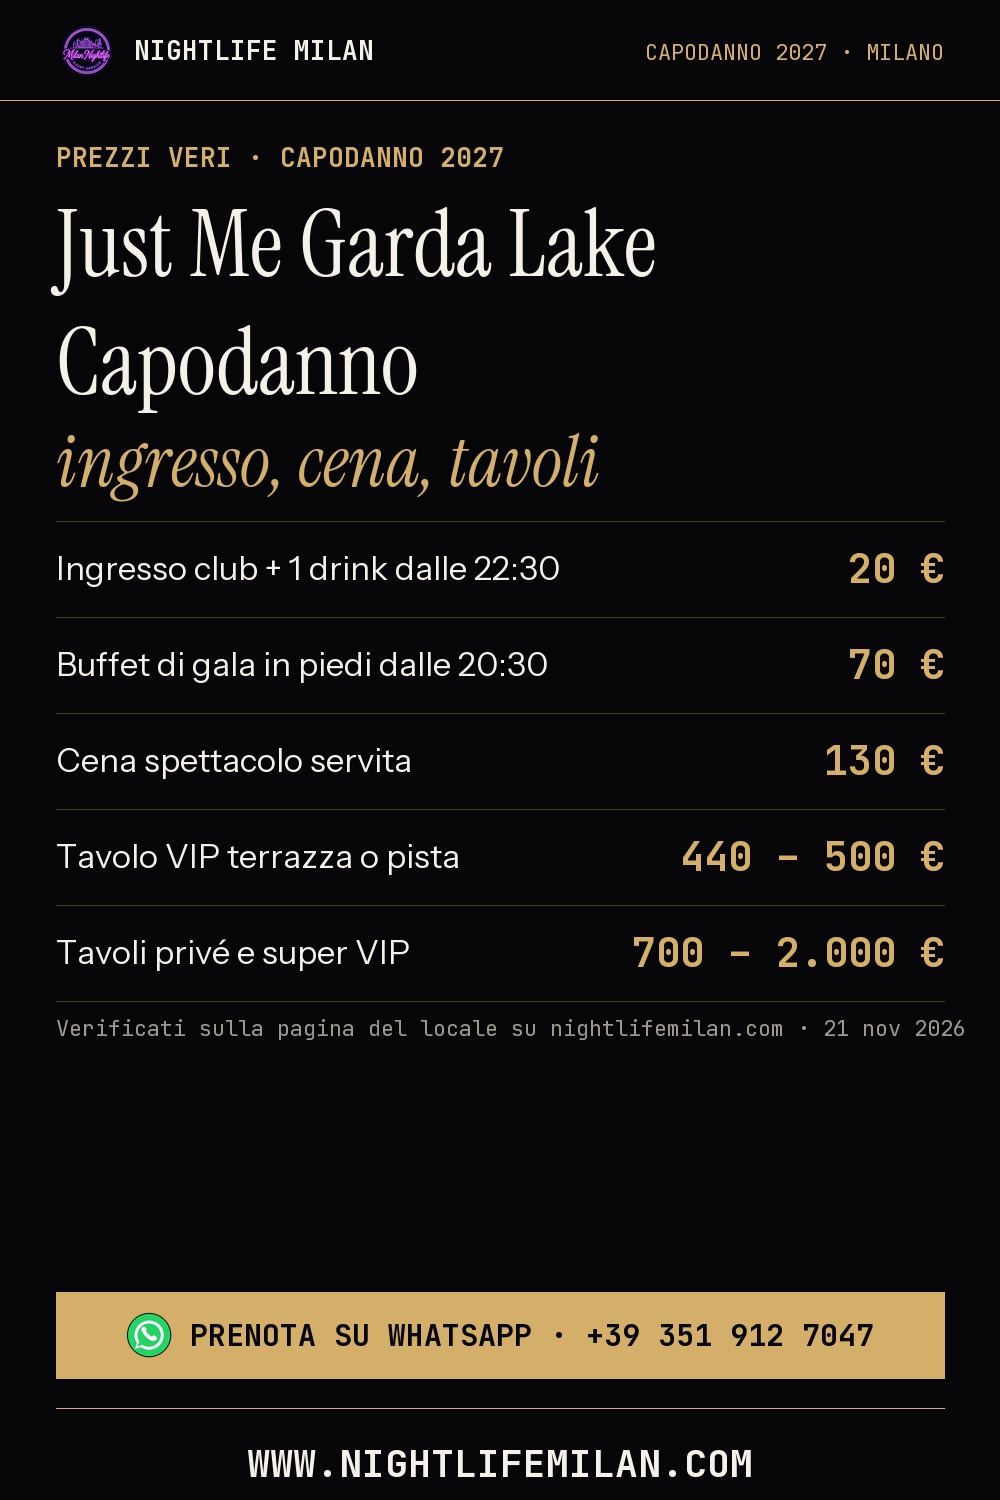 Milan Nightlife
NIGHTLIFE MILAN
CAPODANNO 2027 · MILANO
PREZZI VERI · CAPODANNO 2027
Just Me Garda Lake
Capodanno
ingresso, cena, tavoli
Ingresso club + 1 drink dalle 22:30
20 €
Buffet di gala in piedi dalle 20:30
70 €
Cena spettacolo servita
130 €
Tavolo VIP terrazza o pista
440 – 500 €
Tavoli privé e super VIP
700 – 2.000 €
Verificati sulla pagina del locale su nightlifemilan.com · 21 nov 2026
PRENOTA SU WHATSAPP · +39 351 912 7047
WWW.NIGHTLIFEMILAN.COM